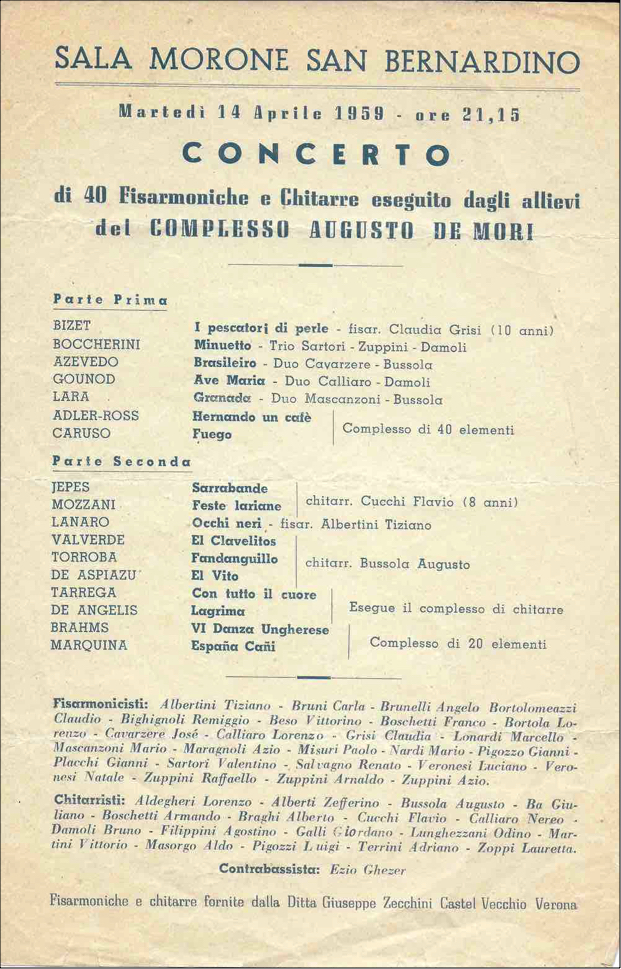 SALA MORONE SAN BERNARDINO
Martedì 14 Aprile 1959 - ore 21,15
CONCERTO
di 40 Fisarmoniche e Chitarre eseguito dagli allievi
del COMPLESSO AUGUSTO DE MORI
Parte Prima
BIZET I pescatori di perle - fisar. Claudia Grisi (10 anni)
BOCCHERINI Minuetto - Trio Sartori - Zuppini - Damoli
AZEVEDO Brasileiro - Duo Cavarzere - Bussola
GOUNOD Ave Maria - Duo Calliaro - Damoli
LARA Granada - Duo Mascanzoni - Bussola
ADLER-ROSS Hernando un cafè
CARUSO Fuego
Complesso di 40 elementi
Parte Seconda
JEPES Sarrabande
MOZZANI Feste lariane
chitarr. Cucchi Flavio (8 anni)
LANARO Occhi neri - fisar. Albertini Tiziano
VALVERDE El Clavelitos
TORROBA Fandanguillo
DE ASPIAZU' El Vito
chitarr. Bussola Augusto
TARREGA Con tutto il cuore
DE ANGELIS Lagrima
Esegue il complesso di chitarre
BRAHMS VI Danza Ungherese
MARQUINA España Cañi
Complesso di 20 elementi
Fisarmonicisti: Albertini Tiziano - Bruni Carla - Brunelli Angelo Bortolomeazzi
Claudio - Bighignoli Remiggio - Beso Vittorino - Boschetti Franco - Bortola Lo-
renzo - Cavarzere José - Calliaro Lorenzo - Grisi Claudia - Lonardi Marcello -
Mascanzoni Mario - Maragnoli Azio - Misuri Paolo - Nardi Mario - Pigozzo Gianni -
Placchi Gianni - Sartori Valentino - Salvagno Renato - Veronesi Luciano - Vero-
nesi Natale - Zuppini Raffaello - Zuppini Arnaldo - Zuppini Azio.
Chitarristi: Aldegheri Lorenzo - Alberti Zefferino - Bussola Augusto - Ba Giu-
liano - Boschetti Armando - Braghi Alberto - Cucchi Flavio - Calliaro Nereo -
Damoli Bruno - Filippini Agostino - Galli Giordano - Lunghezzani Odino - Mar-
tini Vittorio - Masorgo Aldo - Pigozzi Luigi - Terrini Adriano - Zoppi Lauretta.
Contrabassista: Ezio Ghezer
Fisarmoniche e chitarre fornite dalla Ditta Giuseppe Zecchini Castel Vecchio Verona